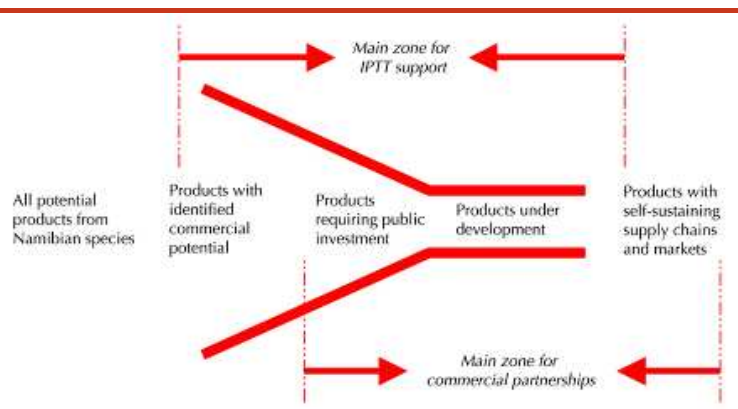 Main zone for
IPTT support
All potential
products from
Namibian species
Products with
identified
commercial
potential
Products
requiring public
investment
Products under
development
Products with
self-sustaining
supply chains
and markets
Main zone for
commercial partnerships